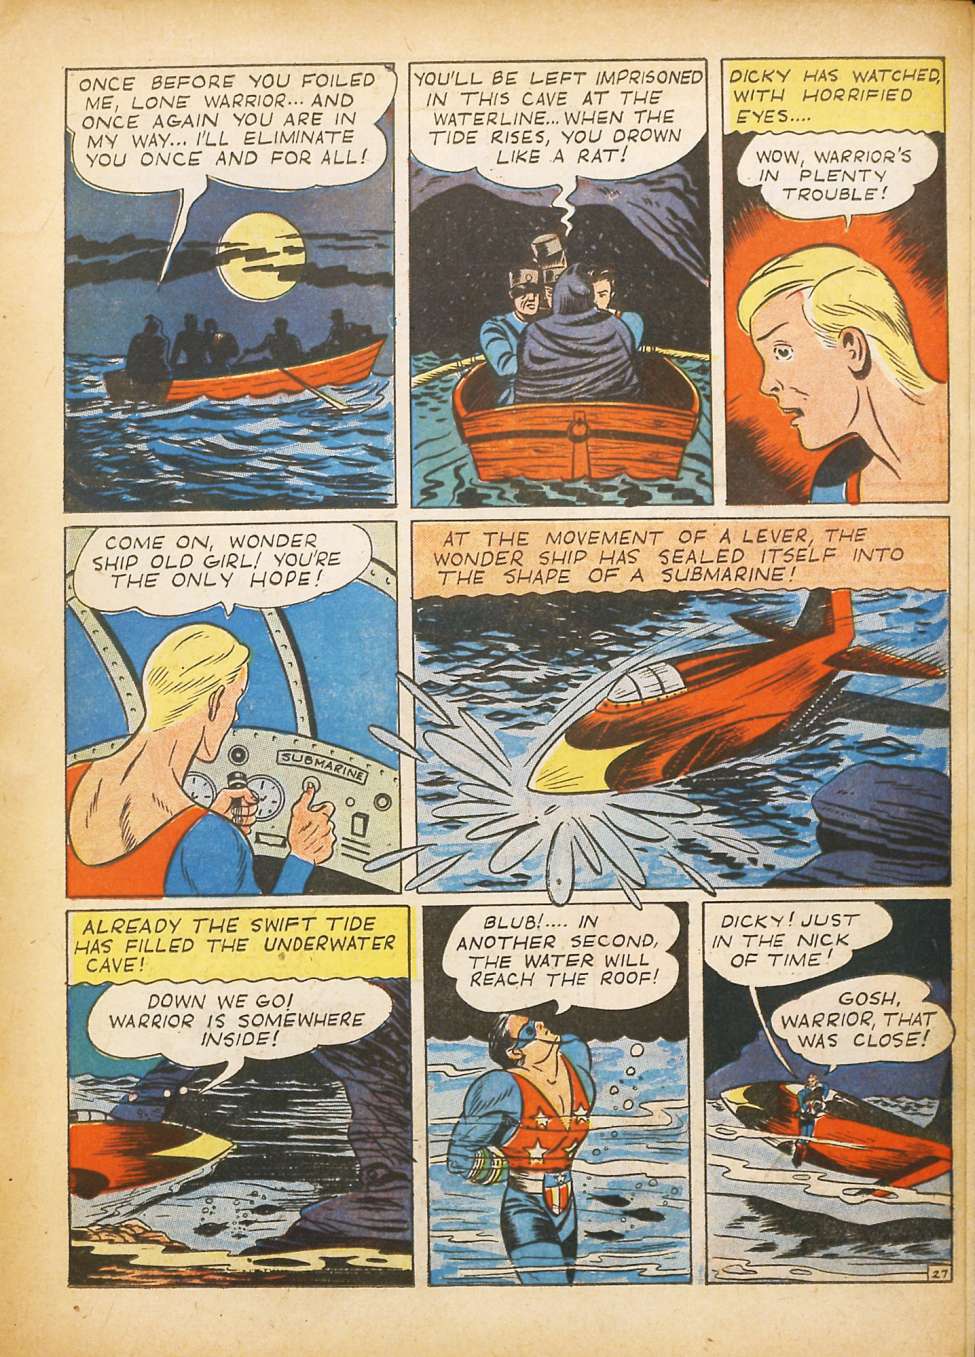 ONCE BEFORE YOU FOILED
ME, LONE WARRIOR... AND
ONCE AGAIN YOU ARE IN
MY WAY... I'LL ELIMINATE
YOU ONCE AND FOR ALL!
YOU'LL BE LEFT IMPRISONED
IN THIS CAVE AT THE
WATERLINE... WHEN THE
TIDE RISES, YOU DROWN
LIKE A RAT!
DICKY HAS WATCHED,
WITH HORRIFIED
EYES....
WOW, WARRIOR'S
IN PLENTY
TROUBLE!
COME ON, WONDER
SHIP OLD GIRL! YOU'RE
THE ONLY HOPE!
SUBMARINE
AT THE MOVEMENT OF A LEVER, THE
WONDER SHIP HAS SEALED ITSELF INTO
THE SHAPE OF A SUBMARINE!
ALREADY THE SWIFT TIDE
HAS FILLED THE UNDERWATER
CAVE!
DOWN WE GO!
WARRIOR IS SOMEWHERE
INSIDE!
BLUB!.... IN
ANOTHER SECOND,
THE WATER WILL
REACH THE ROOF!
DICKY! JUST
IN THE NICK
OF TIME!
GOSH,
WARRIOR, THAT
WAS CLOSE!
27